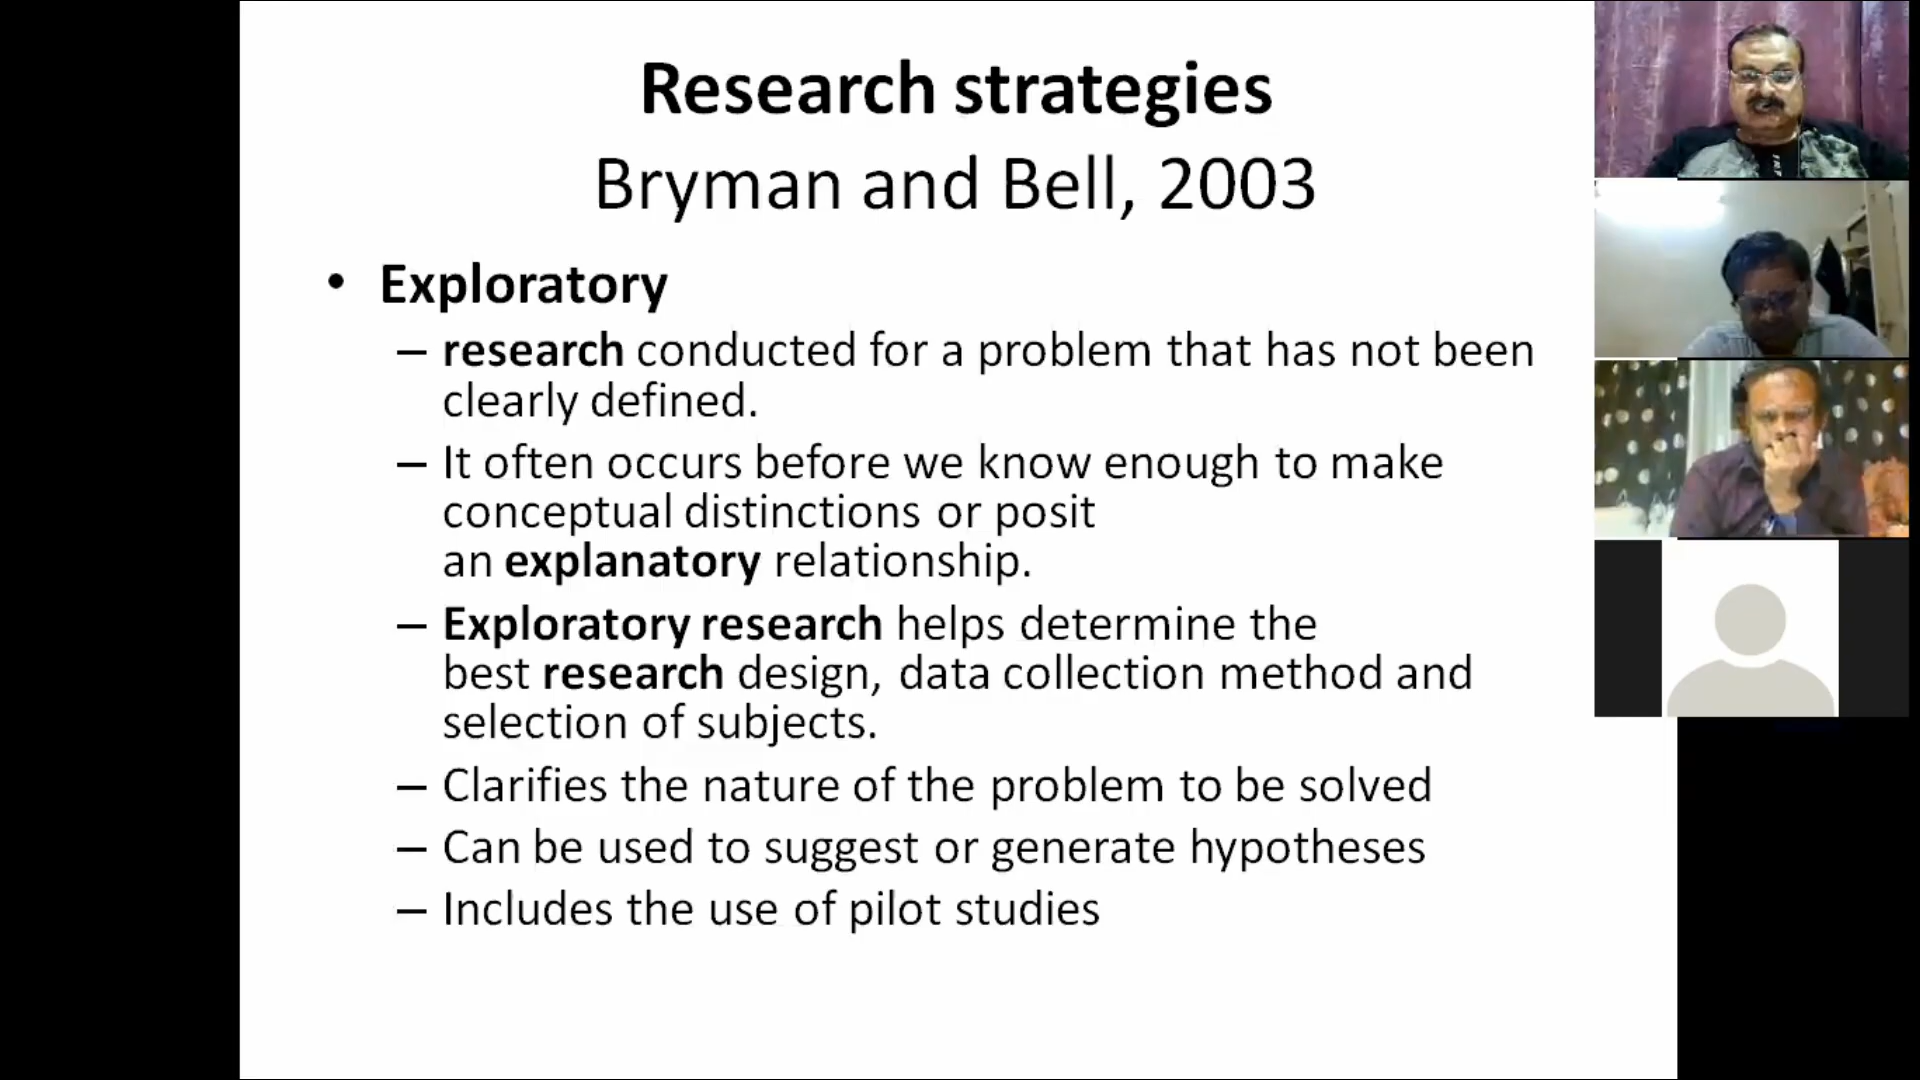 Research strategies
Bryman and Bell, 2003
• Exploratory
– research conducted for a problem that has not been
clearly defined.
– It often occurs before we know enough to make
conceptual distinctions or posit
an explanatory relationship.
– Exploratory research helps determine the
best research design, data collection method and
selection of subjects.
– Clarifies the nature of the problem to be solved
– Can be used to suggest or generate hypotheses
– Includes the use of pilot studies